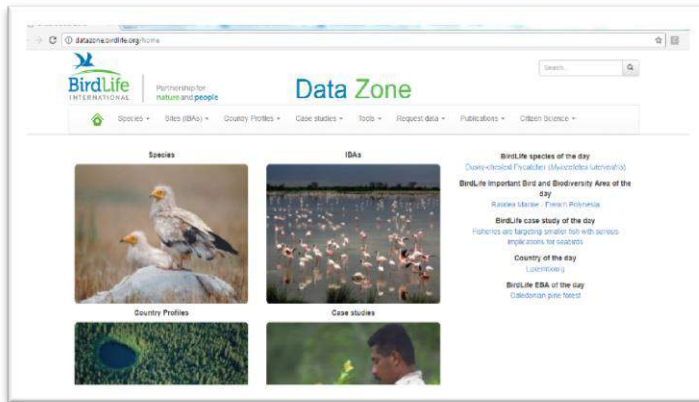 datazone.birdlife.org/home
BirdLife
INTERNATIONAL
Partnership for
nature and people
Data Zone
Search..
Species
Sites (IBAs)
Country Profiles
Case studies
Tools
Request data
Publications
Citizen Science
Species
IBAs
BirdLife species of the day
BirdLife Important Bird and Biodiversity Area of the
day
Marine - French Polynesia
BirdLife case study of the day
Fisheries are targeting smaller fish with serious
implications for seabirds
Country of the day
Luxembourg
BirdLife EBA of the day
Caledonian pine forest
Country Profiles
Case studies